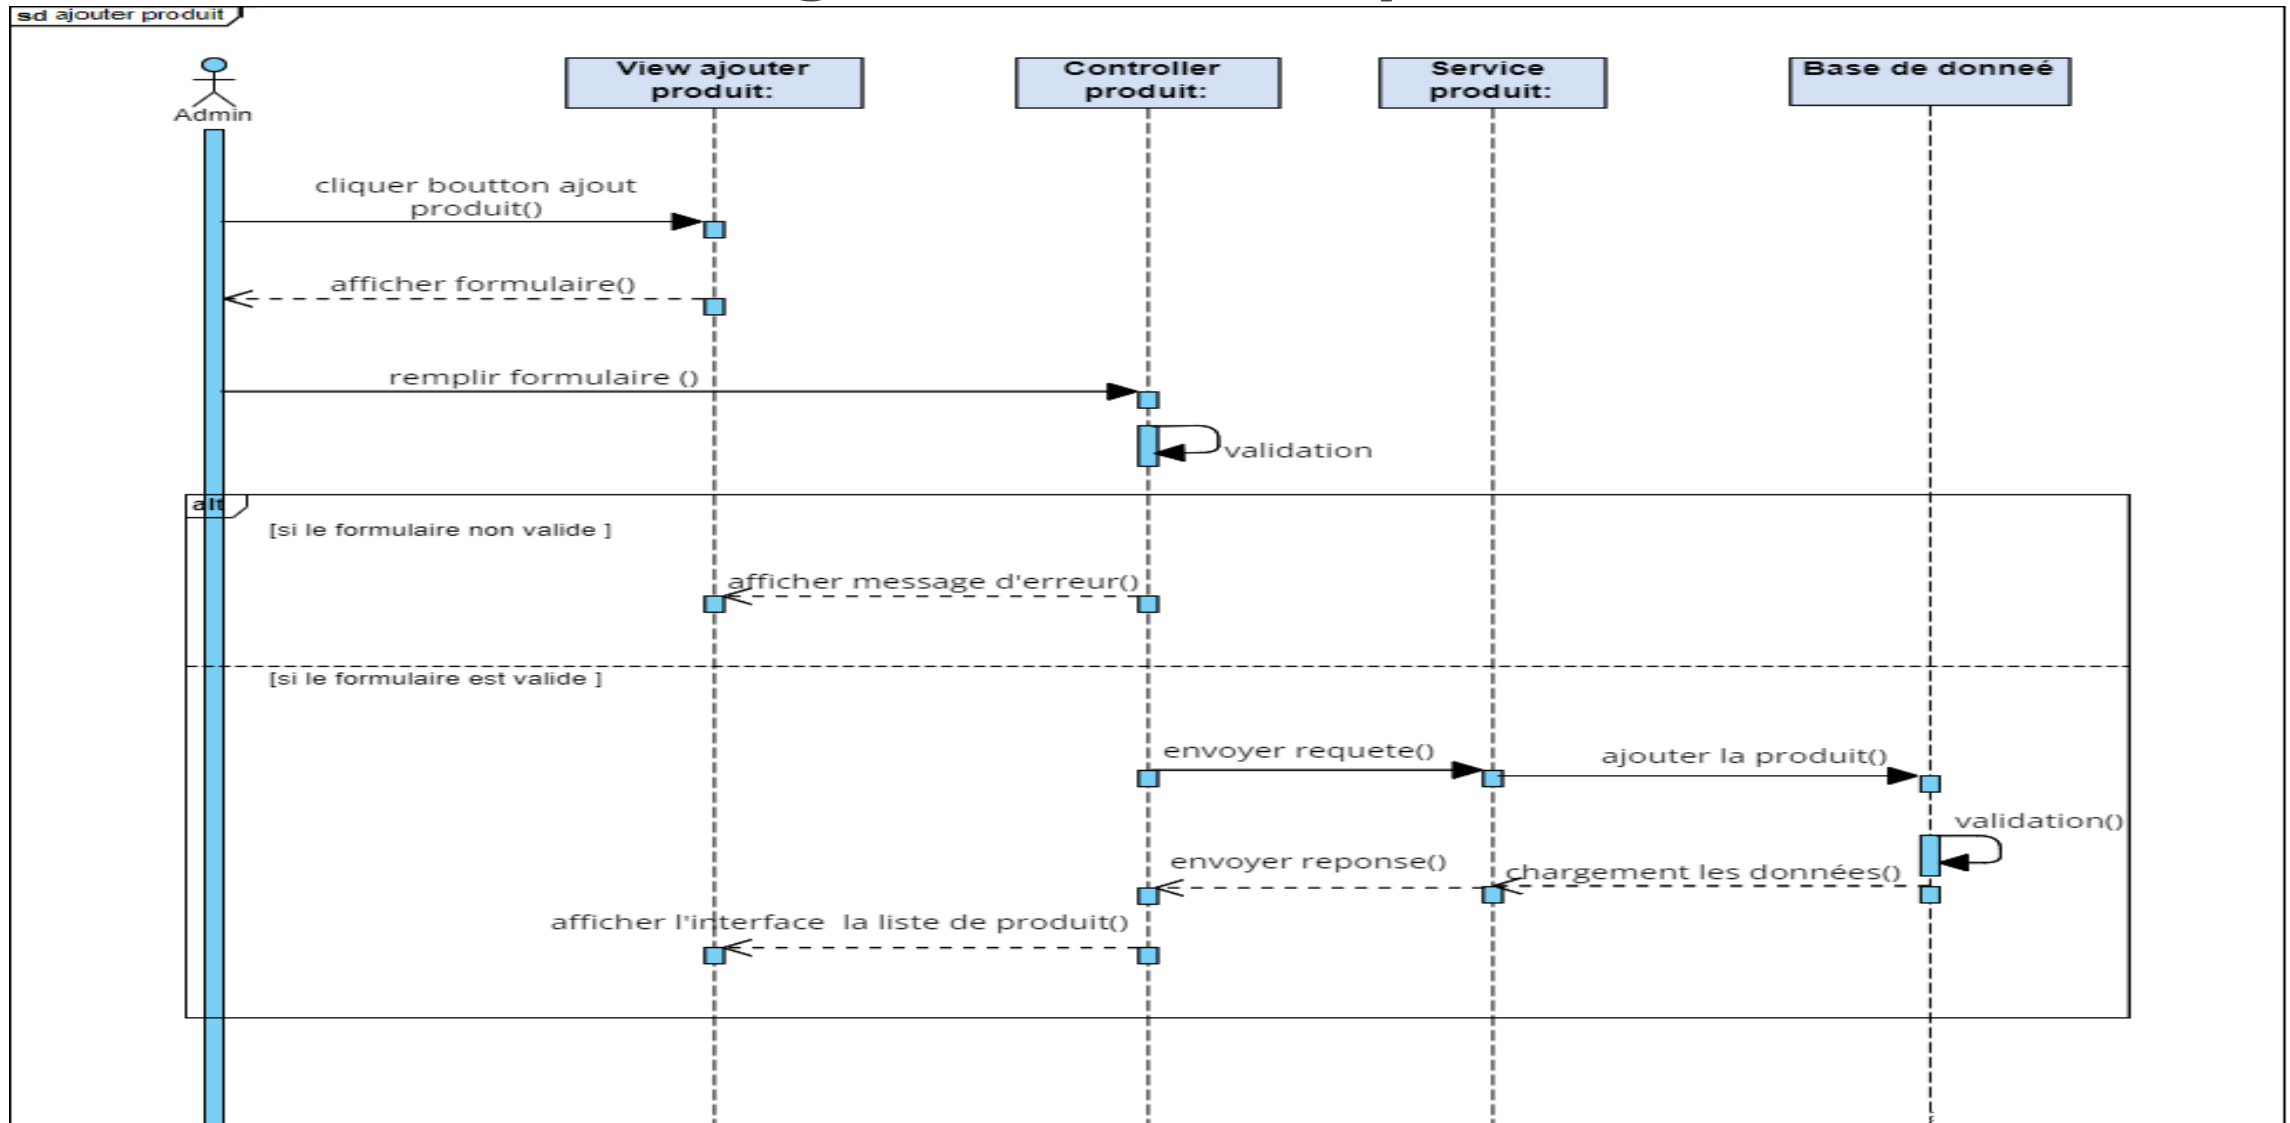 sd ajouter produit
Admin
View ajouter
produit:
Controller
produit:
Service
produit:
Base de donneé
cliquer boutton ajout
produit()
afficher formulaire()
remplir formulaire ()
validation
alt
[si le formulaire non valide ]
afficher message d'erreur()
[si le formulaire est valide ]
envoyer requete()
ajouter la produit()
validation()
envoyer reponse()
chargement les données()
afficher l'interface  la liste de produit()